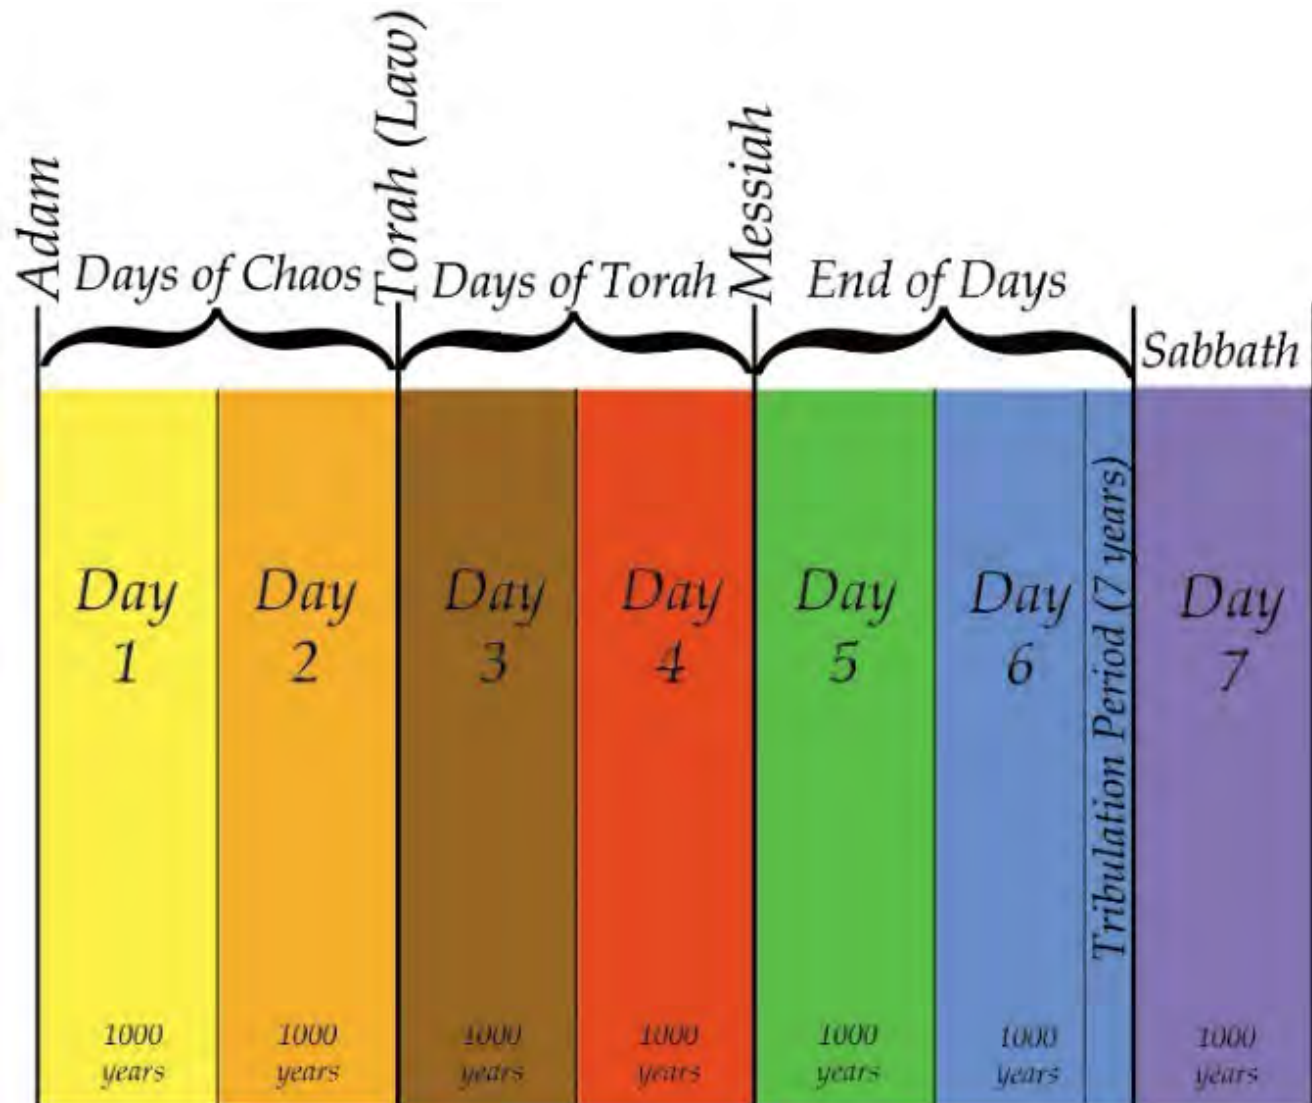 Adam
Torah (Law)
Messiah
Days of Chaos
Days of Torah
End of Days
Sabbath
Day
1
Day
2
Day
3
Day
4
Day
5
Day
6
Tribulation Period (7 years)
Day
7
1000
years
1000
years
1000
years
1000
years
1000
years
1000
years
1000
years